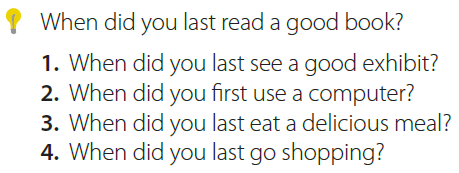 When did you last read a good book?
1. When did you last see a good exhibit?
2. When did you first use a computer?
3. When did you last eat a delicious meal?
4. When did you last go shopping?